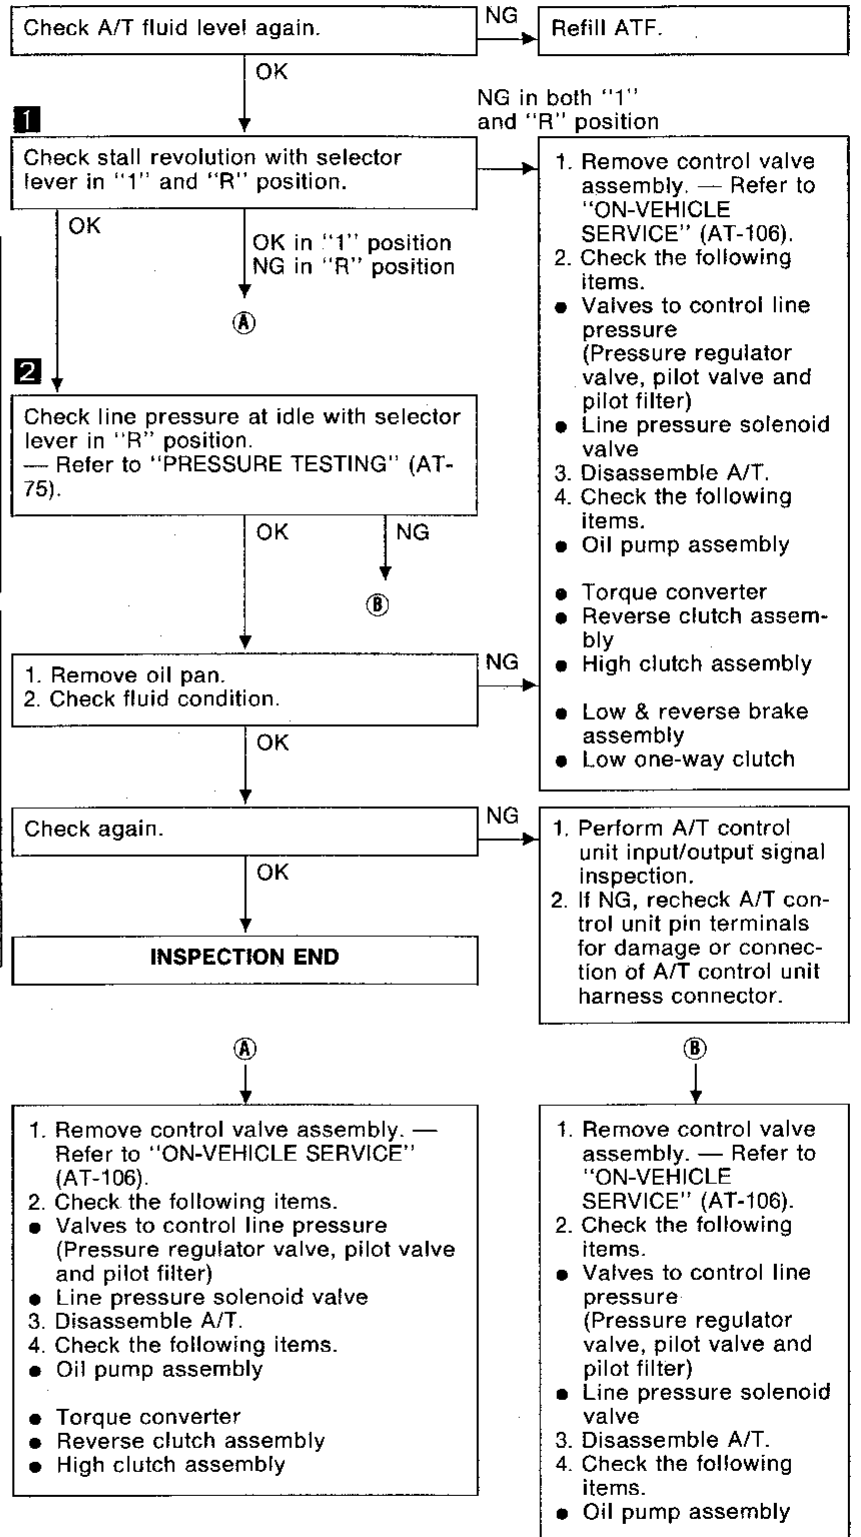 Check A/T fluid level again.
NG
Refill ATF.
OK
1
NG in both "1"
and "R" position
Check stall revolution with selector
lever in "1" and "R" position.
OK
OK in "1" position
NG in "R" position
A
1. Remove control valve
assembly. — Refer to
"ON-VEHICLE
SERVICE" (AT-106).
2. Check the following
items.
● Valves to control line
pressure
(Pressure regulator
valve, pilot valve and
pilot filter)
● Line pressure solenoid
valve
3. Disassemble A/T.
4. Check the following
items.
● Oil pump assembly
● Torque converter
● Reverse clutch assem-
bly
● High clutch assembly
● Low & reverse brake
assembly
● Low one-way clutch
2
Check line pressure at idle with selector
lever in "R" position.
— Refer to "PRESSURE TESTING" (AT-
75).
OK
NG
B
1. Remove oil pan.
2. Check fluid condition.
NG
OK
Check again.
NG
1. Perform A/T control
unit input/output signal
inspection.
2. If NG, recheck A/T con-
trol unit pin terminals
for damage or connec-
tion of A/T control unit
harness connector.
OK
INSPECTION END
A
1. Remove control valve assembly. —
Refer to "ON-VEHICLE SERVICE"
(AT-106).
2. Check the following items.
● Valves to control line pressure
(Pressure regulator valve, pilot valve
and pilot filter)
● Line pressure solenoid valve
3. Disassemble A/T.
4. Check the following items.
● Oil pump assembly
● Torque converter
● Reverse clutch assembly
● High clutch assembly
B
1. Remove control valve
assembly. — Refer to
"ON-VEHICLE
SERVICE" (AT-106).
2. Check the following
items.
● Valves to control line
pressure
(Pressure regulator
valve, pilot valve and
pilot filter)
● Line pressure solenoid
valve
3. Disassemble A/T.
4. Check the following
items.
● Oil pump assembly